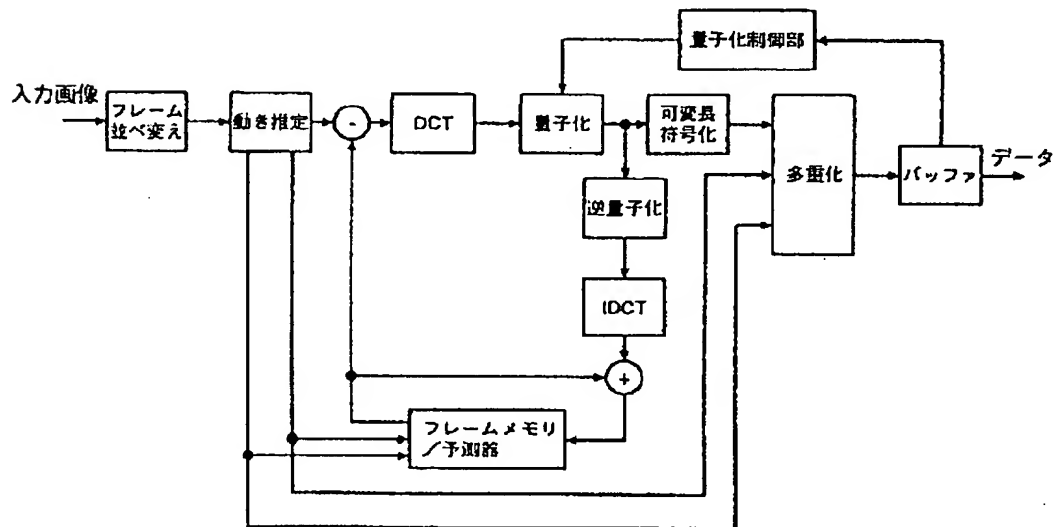 量子化制御部
入力画像
フレーム
並べ変え
動き推定
-
DCT
量子化
可変長
符号化
多重化
バッファ
データ
逆量子化
IDCT
+
フレームメモリ
/予測器